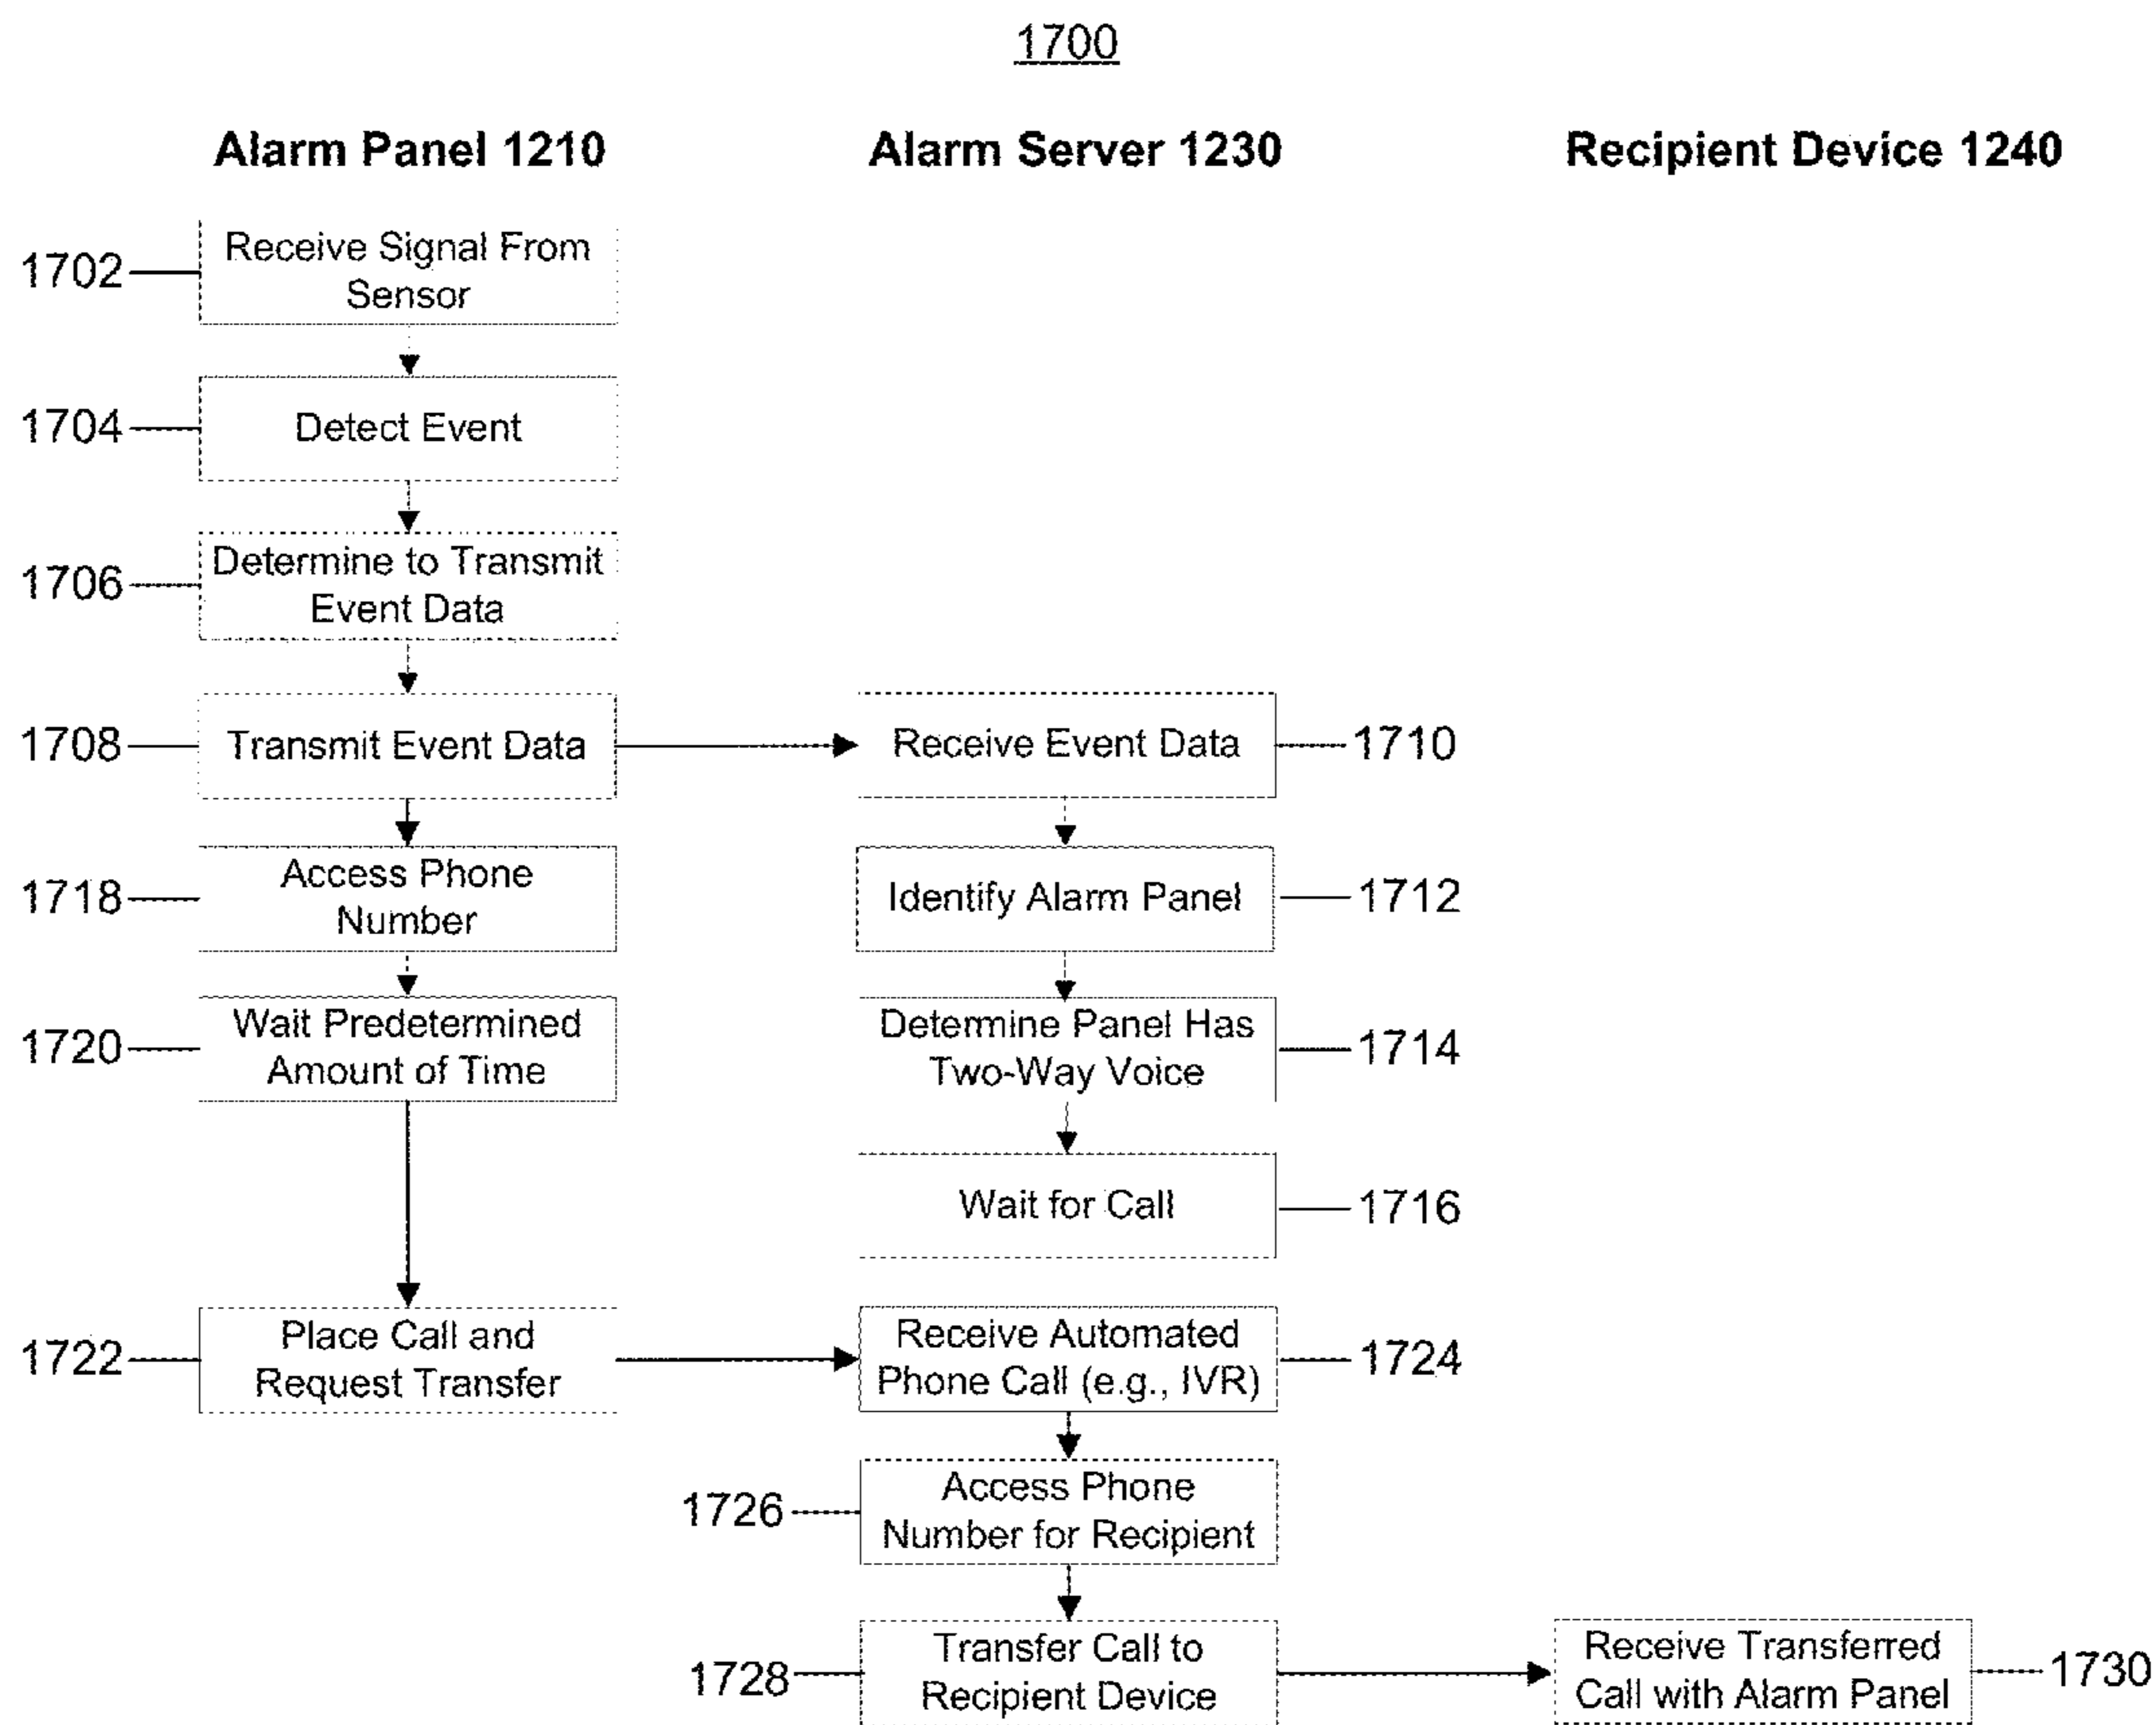 1700
Alarm Panel 1210
Alarm Server 1230
Recipient Device 1240
1702
Receive Signal From
Sensor
1704
Detect Event
1706
Determine to Transmit
Event Data
1708
Transmit Event Data
Receive Event Data
1710
1718
Access Phone
Number
Identify Alarm Panel
1712
1720
Wait Predetermined
Amount of Time
Determine Panel Has
Two-Way Voice
1714
Wait for Call
1716
1722
Place Call and
Request Transfer
Receive Automated
Phone Call (e.g., IVR)
1724
1726
Access Phone
Number for Recipient
1728
Transfer Call to
Recipient Device
Receive Transferred
Call with Alarm Panel
1730